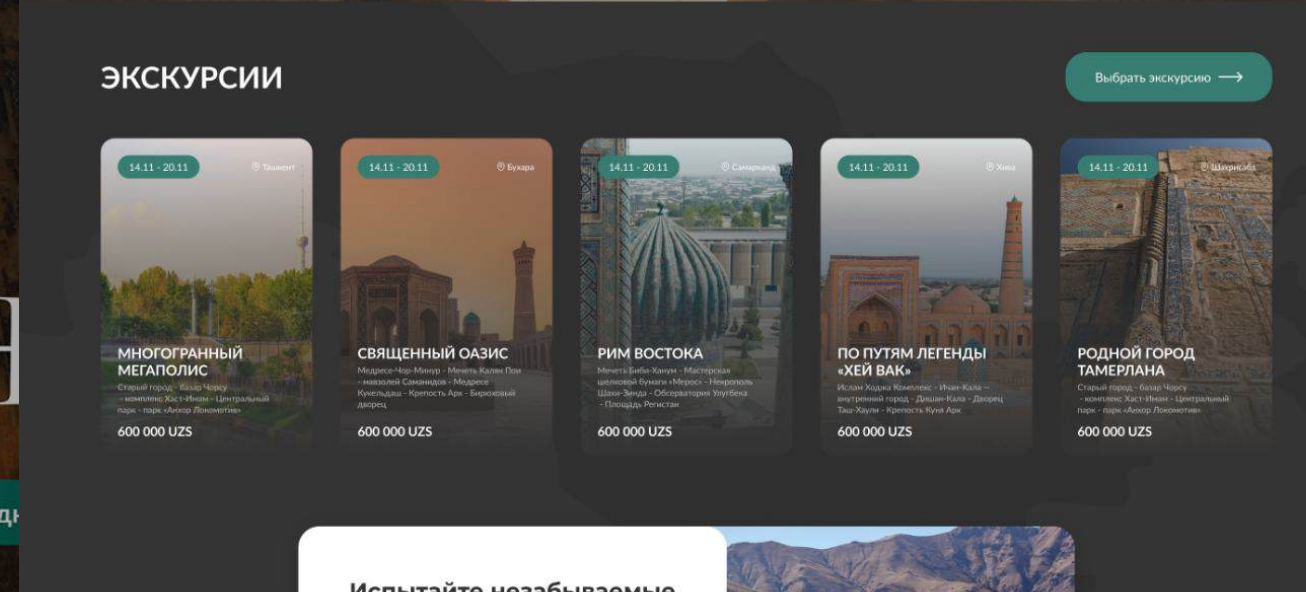 ЭКСКУРСИИ
Выбрать экскурсию
14.11 - 20.11
Ташкент
МНОГОГРАННЫЙ
МЕГАПОЛИС
Старый город - базар Чорсу
- комплекс Хаст-Имам - Центральный
парк - парк «Анхор Локомотив»
600 000 UZS
14.11 - 20.11
Бухара
СВЯЩЕННЫЙ ОАЗИС
Медресе-Чор-Минур - Мечеть Калян Пои
- мавзолей Саманидов - Медресе
Кукельдаш - Крепость Арк - Бирюзовый
дворец
600 000 UZS
14.11 - 20.11
Самарканд
РИМ ВОСТОКА
Мечеть Биби-Ханум - Мастерская
шелковой бумаги «Мерос» - Некрополь
Шахи-Зинда - Обсерватория Улугбека
- Площадь Регистан
600 000 UZS
14.11 - 20.11
Хива
ПО ПУТЯМ ЛЕГЕНДЫ
«ХЕЙ ВАК»
Ислам Ходжа Комплекс - Ичан-Кала —
внутренний город - Дишан-Кала - Дворец
Таш-Хаули - Крепость Куня Арк
600 000 UZS
14.11 - 20.11
Шахрисабз
РОДНОЙ ГОРОД
ТАМЕРЛАНА
Старый город - базар Чорсу
- комплекс Хаст-Имам - Центральный
парк - парк «Анхор Локомотив»
600 000 UZS
Испытайте незабываемые